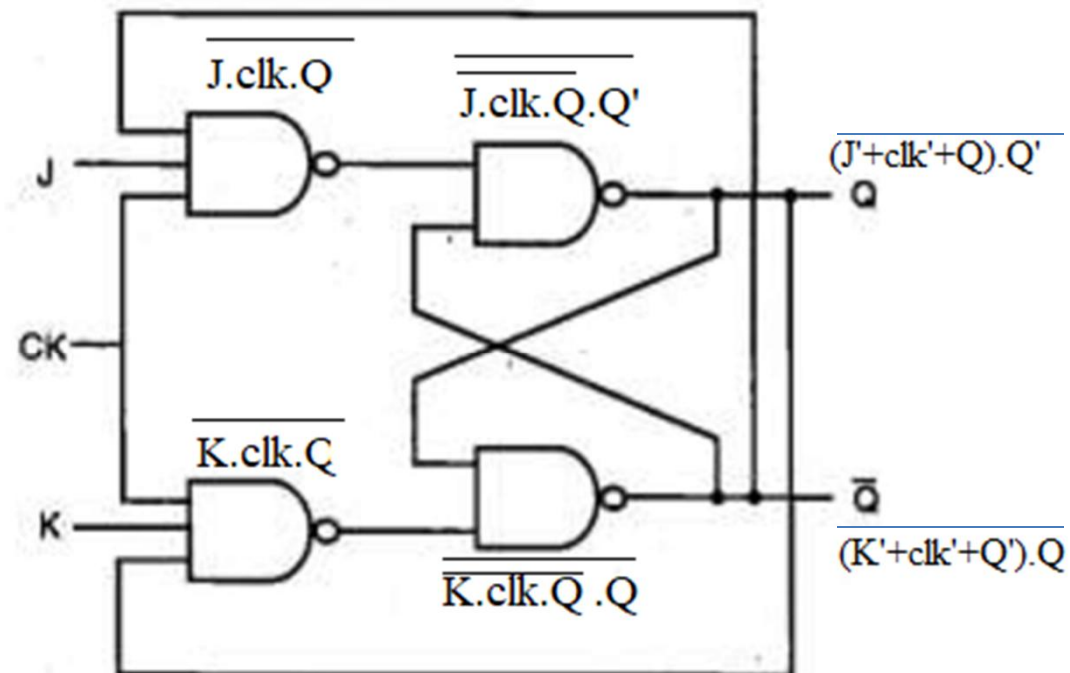 J.clk.Q
J.clk.Q.Q'
(J'+clk'+Q).Q'
J
Q
CK
K.clk.Q
K
Q̅
(K'+clk'+Q').Q
K.clk.Q .Q